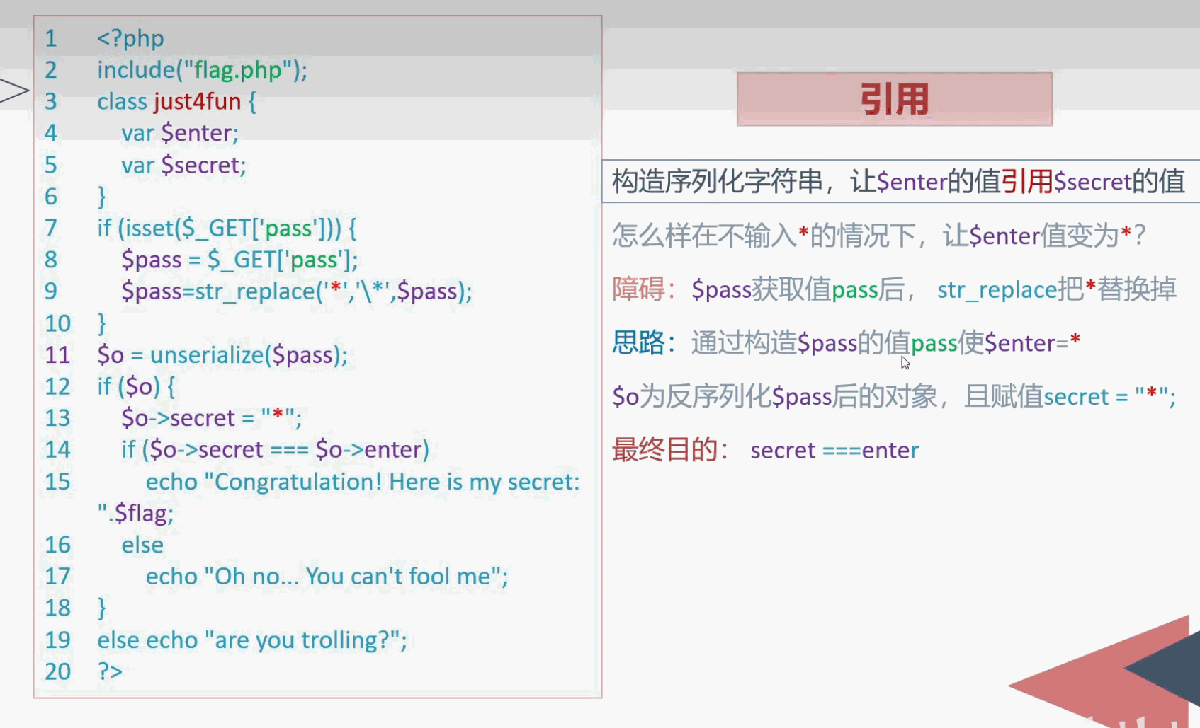 1 <?php
2 include("flag.php");
3 class just4fun {
4 var $enter;
5 var $secret;
6 }
7 if (isset($_GET['pass'])) {
8 $pass = $_GET['pass'];
9 $pass=str_replace('*','\*',$pass);
10 }
11 $o = unserialize($pass);
12 if ($o) {
13 $o->secret = "*";
14 if ($o->secret === $o->enter)
15 echo "Congratulation! Here is my secret:
".$flag;
16 else
17 echo "Oh no... You can't fool me";
18 }
19 else echo "are you trolling?";
20 ?>
引用
构造序列化字符串，让$enter的值引用$secret的值
怎么样在不输入*的情况下，让$enter值变为*？
障碍：$pass获取值pass后， str_replace把*替换掉
思路：通过构造$pass的值pass使$enter=*
$o为反序列化$pass后的对象，且赋值secret = "*";
最终目的： secret ===enter